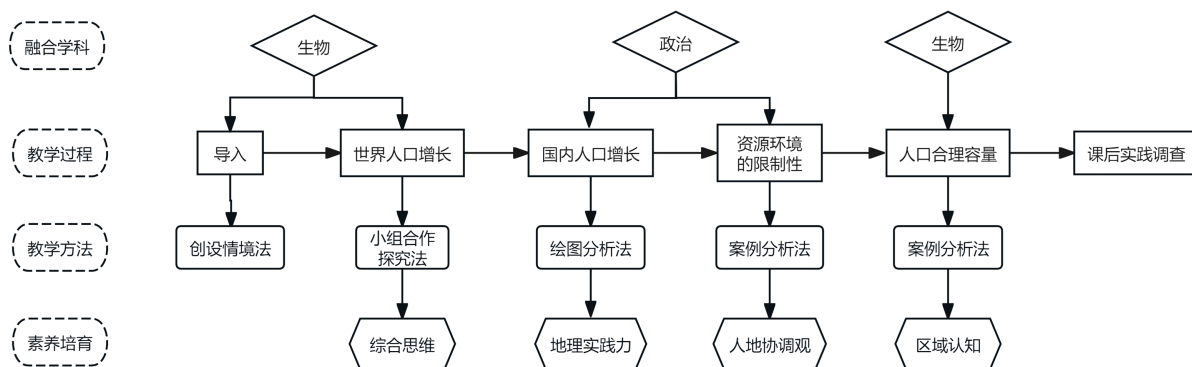 融合学科
生物
政治
生物
教学过程
导入
世界人口增长
国内人口增长
资源环境
的限制性
人口合理容量
课后实践调查
教学方法
创设情境法
小组合作
探究法
绘图分析法
案例分析法
案例分析法
素养培育
综合思维
地理实践力
人地协调观
区域认知